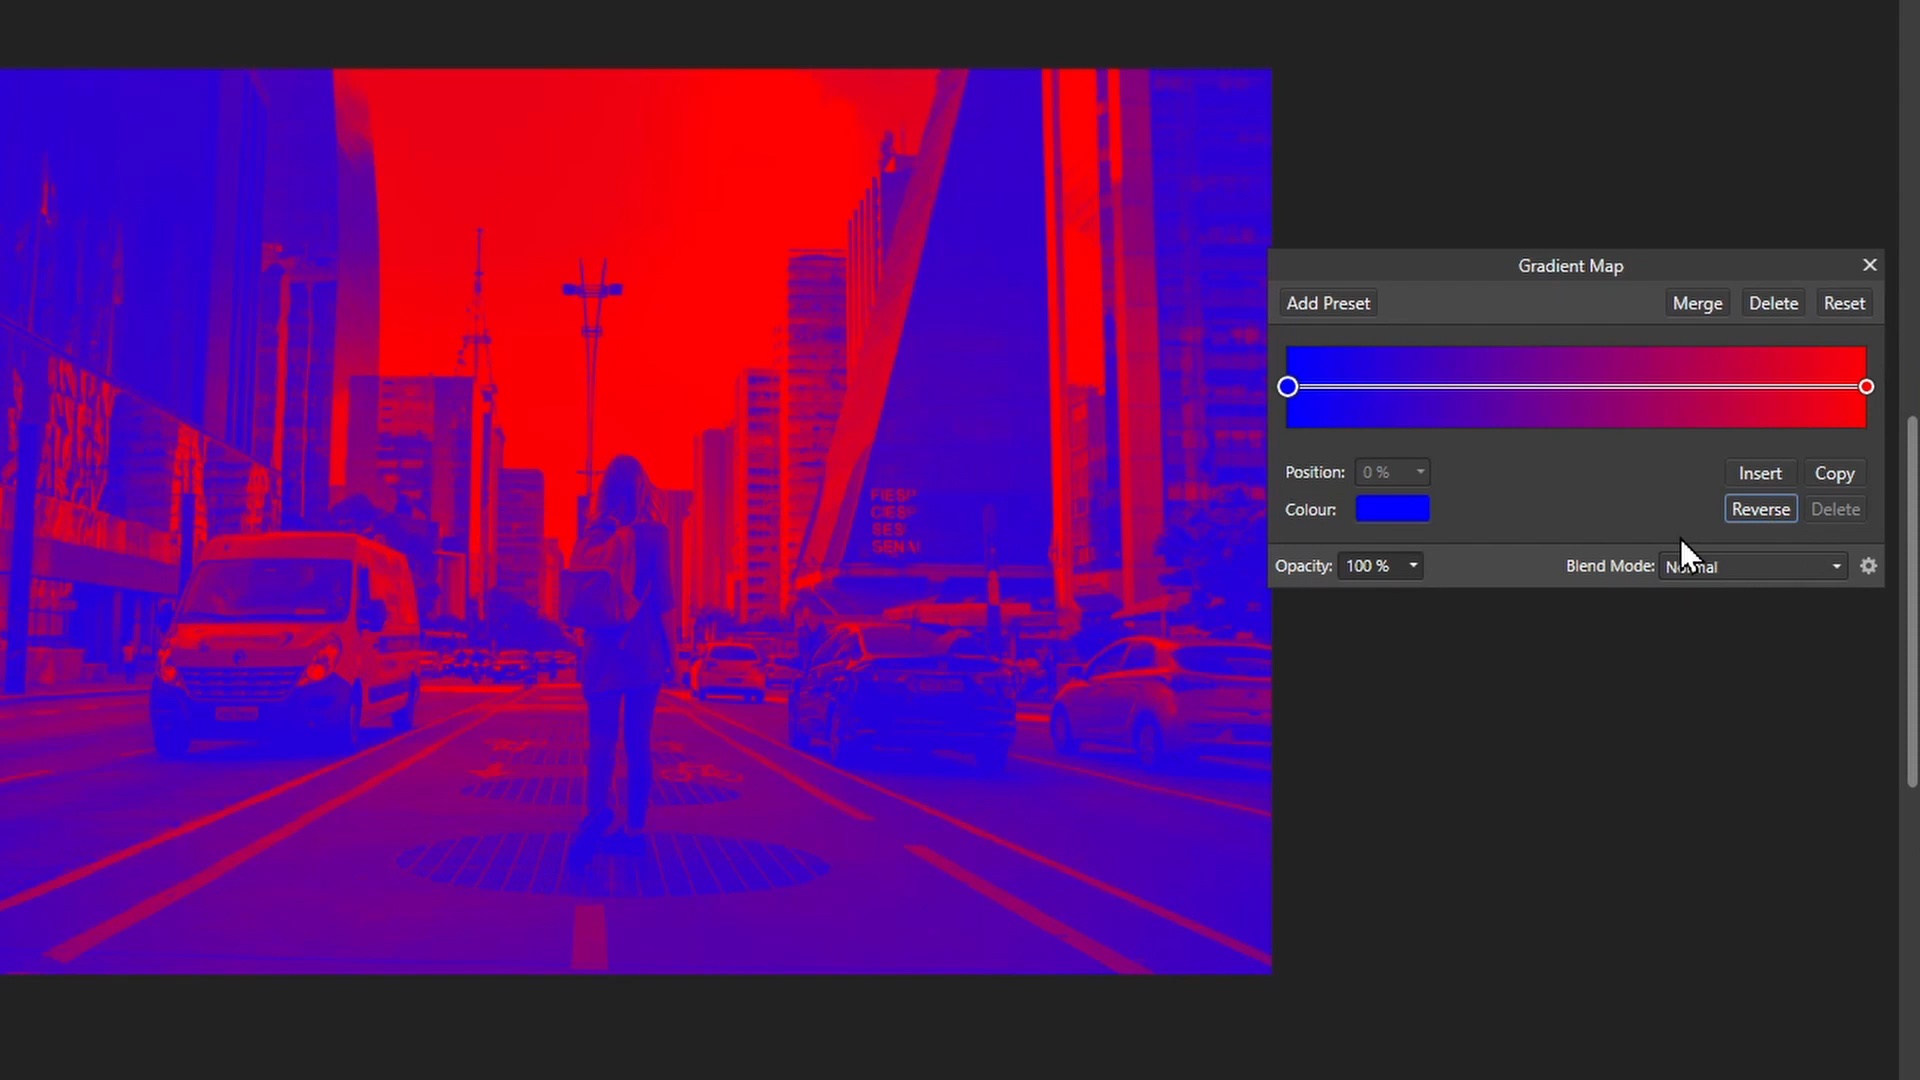 Gradient Map
Add Preset Merge Delete Reset
Position: 0 % Insert Copy
Colour: Reverse Delete
Opacity: 100 % Blend Mode: Normal
FIESP
CIESP
SESI
SENAI